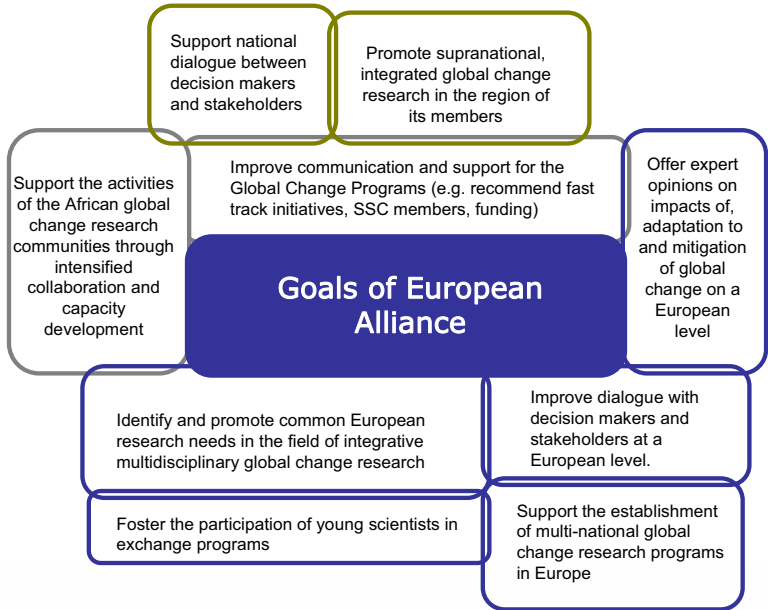 Support national
dialogue between
decision makers
and stakeholders
Promote supranational,
integrated global change
research in the region of
its members
Support the activities
of the African global
change research
communities through
intensified
collaboration and
capacity
development
Improve communication and support for the
Global Change Programs (e.g. recommend fast
track initiatives, SSC members, funding)
Offer expert
opinions on
impacts of,
adaptation to
and mitigation
of global
change on a
European
level
Goals of European
Alliance
Identify and promote common European
research needs in the field of integrative
multidisciplinary global change research
Improve dialogue with
decision makers and
stakeholders at a
European level.
Foster the participation of young scientists in
exchange programs
Support the establishment
of multi-national global
change research programs
in Europe